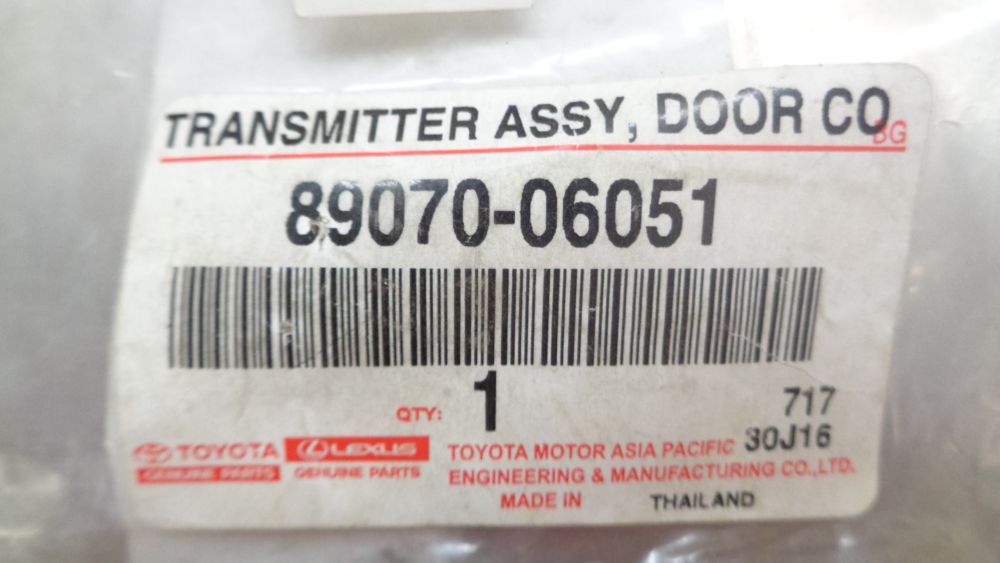 TRANSMITTER ASSY, DOOR CO
BG
89070-06051
QTY: 1
717
30J16
TOYOTA
GENUINE PARTS
LEXUS
GENUINE PARTS
TOYOTA MOTOR ASIA PACIFIC
ENGINEERING & MANUFACTURING CO.,LTD.
MADE IN THAILAND